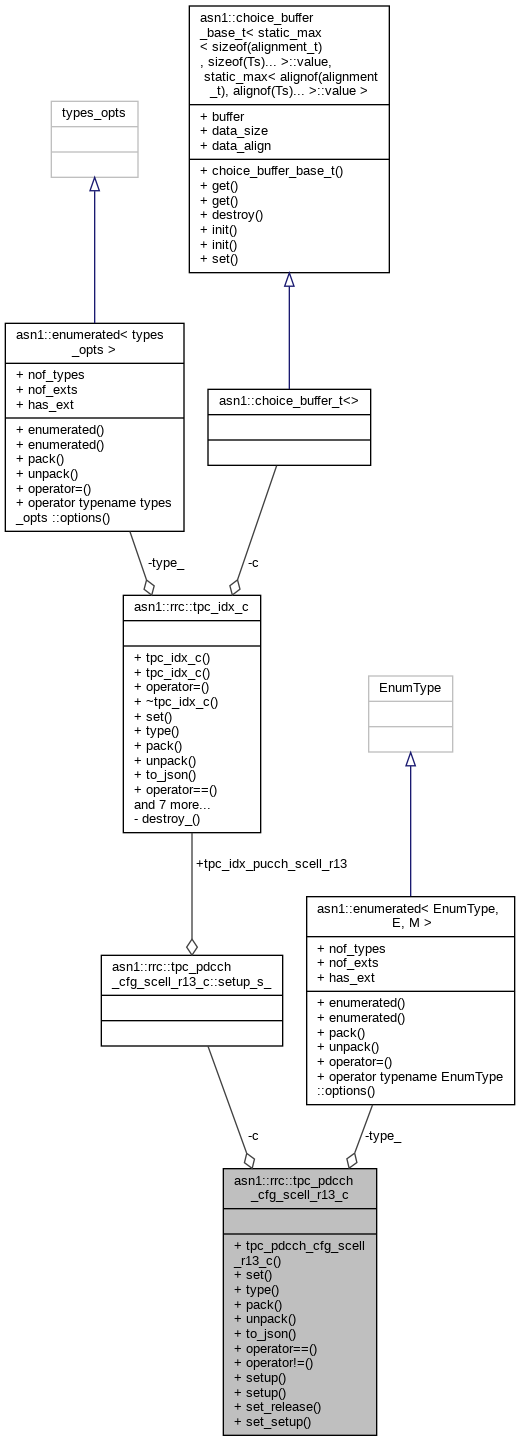 asn1::choice_buffer
_base_t< static_max
< sizeof(alignment_t)
, sizeof(Ts)... >::value,
static_max< alignof(alignment
_t), alignof(Ts)... >::value >
+ buffer
+ data_size
+ data_align
+ choice_buffer_base_t()
+ get()
+ get()
+ destroy()
+ init()
+ init()
+ set()
types_opts
asn1::enumerated< types
_opts >
+ nof_types
+ nof_exts
+ has_ext
+ enumerated()
+ enumerated()
+ pack()
+ unpack()
+ operator=()
+ operator typename types
_opts ::options()
asn1::choice_buffer_t<>
-type_
-c
asn1::rrc::tpc_idx_c
+ tpc_idx_c()
+ tpc_idx_c()
+ operator=()
+ ~tpc_idx_c()
+ set()
+ type()
+ pack()
+ unpack()
+ to_json()
+ operator==()
and 7 more...
- destroy_()
EnumType
+tpc_idx_pucch_scell_r13
asn1::enumerated< EnumType,
E, M >
+ nof_types
+ nof_exts
+ has_ext
+ enumerated()
+ enumerated()
+ pack()
+ unpack()
+ operator=()
+ operator typename EnumType
::options()
asn1::rrc::tpc_pdcch
_cfg_scell_r13_c::setup_s_
-c
-type_
asn1::rrc::tpc_pdcch
_cfg_scell_r13_c
+ tpc_pdcch_cfg_scell
_r13_c()
+ set()
+ type()
+ pack()
+ unpack()
+ to_json()
+ operator==()
+ operator!=()
+ setup()
+ setup()
+ set_release()
+ set_setup()